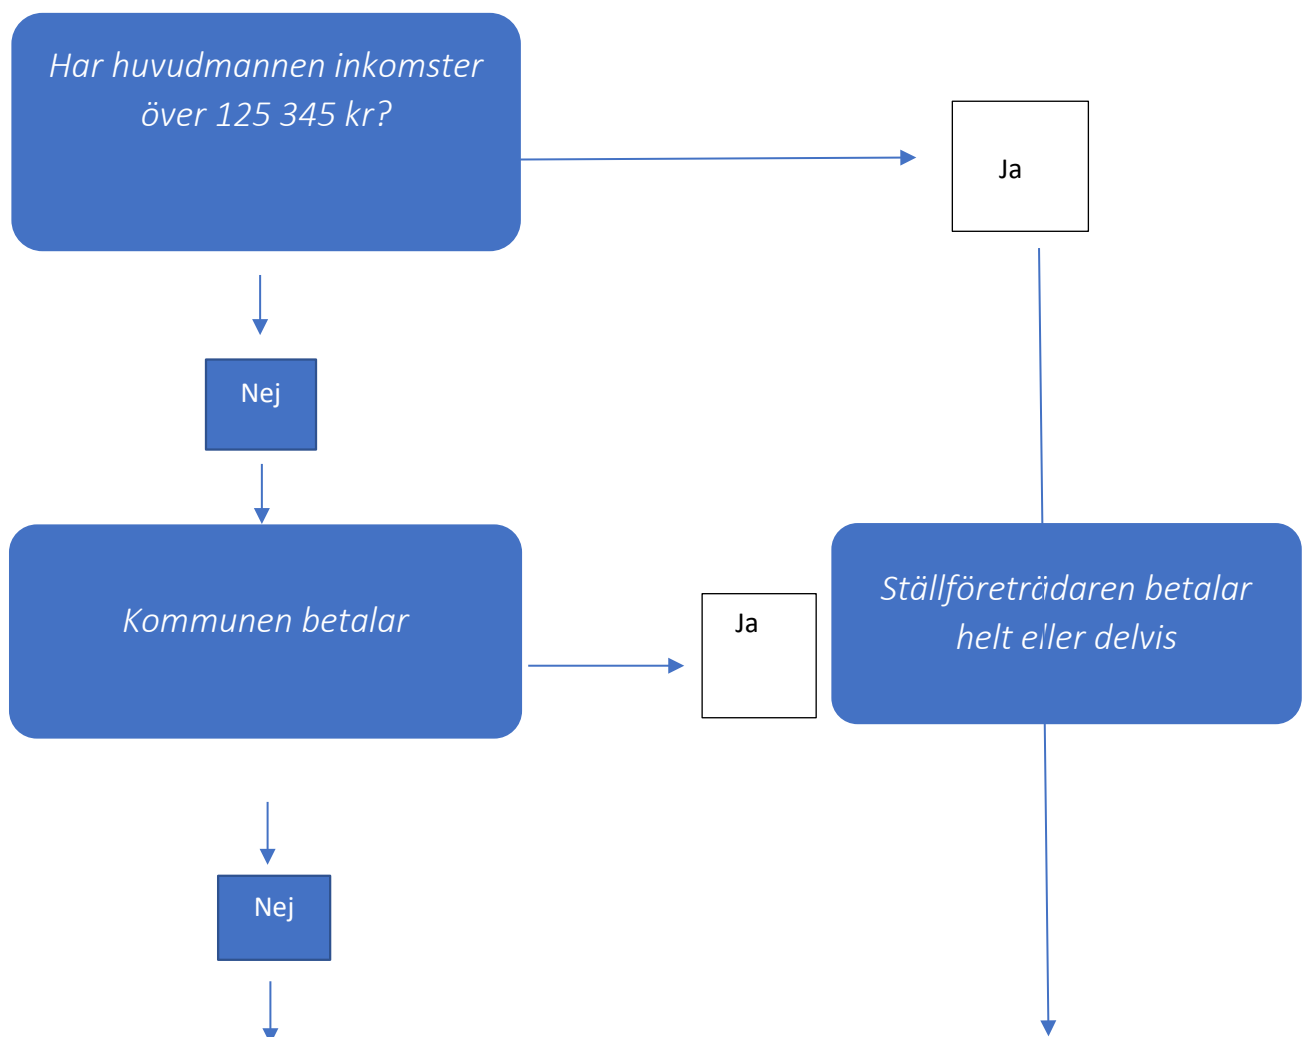 Har huvudmannen inkomster
över 125 345 kr?
Ja
Nej
Kommunen betalar
Ja
Ställföreträdaren betalar
helt eller delvis
Nej